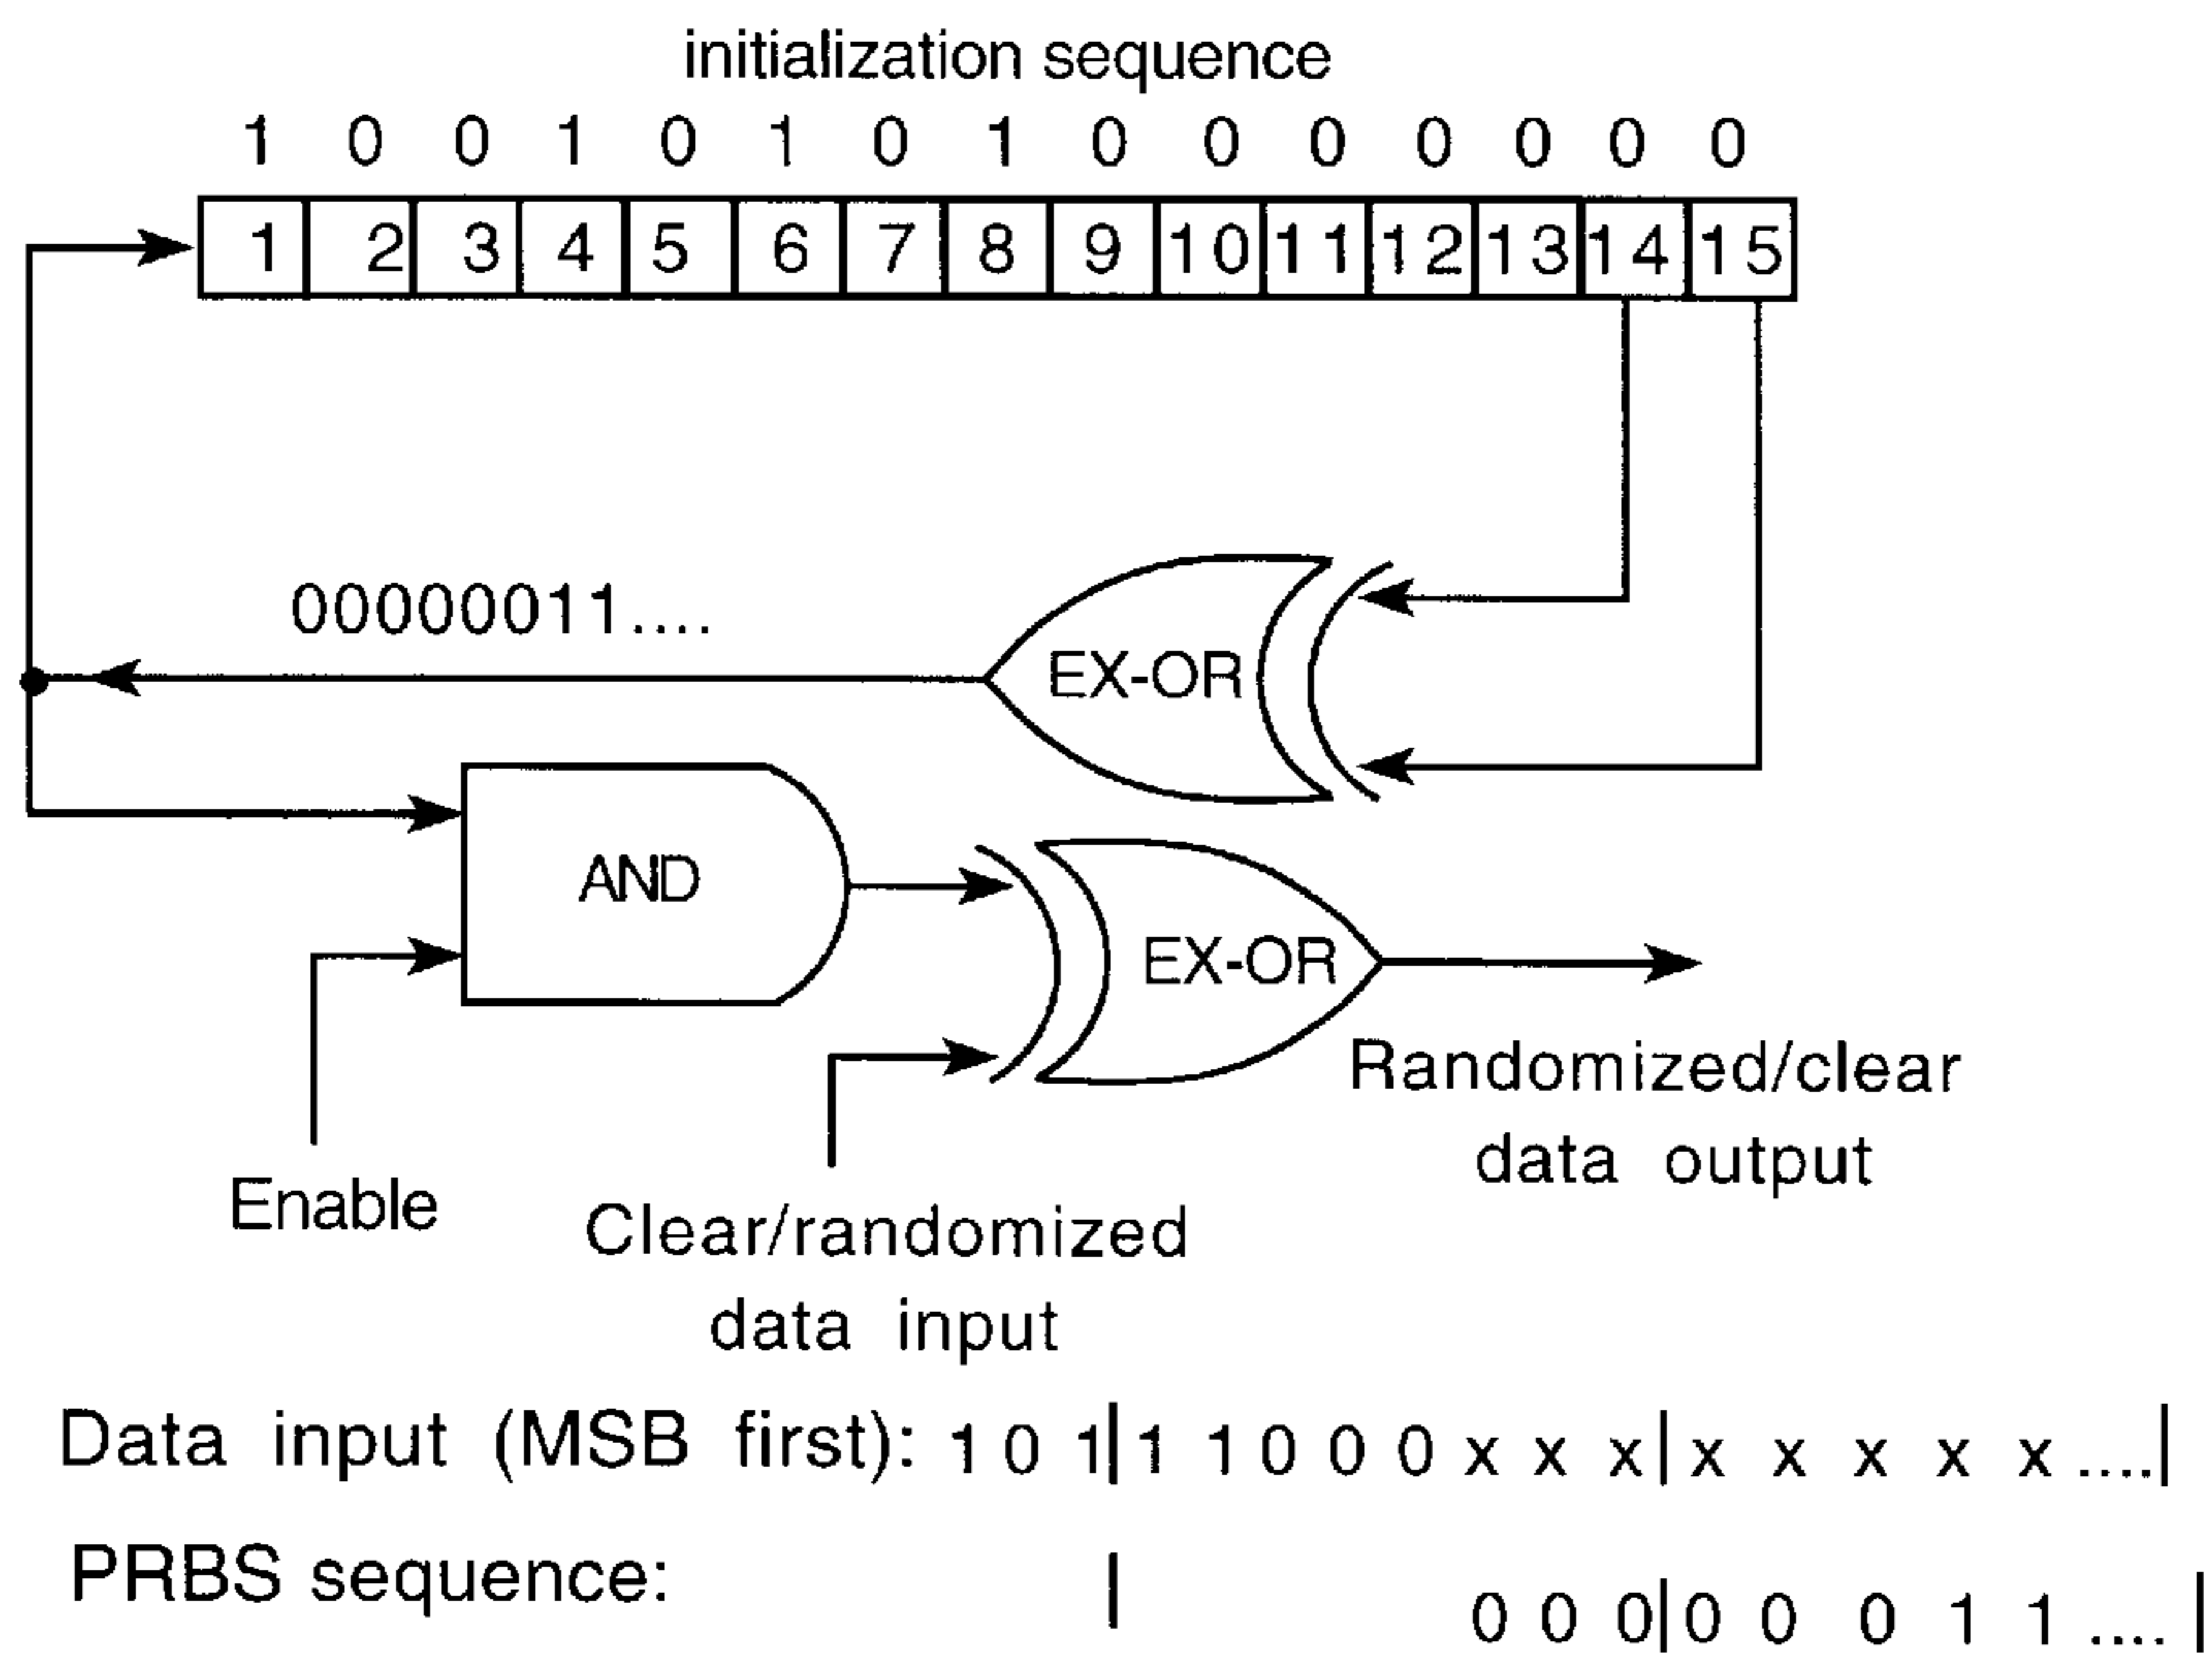 initialization sequence
1 0 0 1 0 1 0 1 0 0 0 0 0 0 0
1 2 3 4 5 6 7 8 9 10 11 12 13 14 15
00000011....
EX-OR
AND
EX-OR
Randomized/clear
data output
Enable
Clear/randomized
data input
Data input (MSB first): 1 0 1|1 1 0 0 0 x x x|x x x x x ....|
PRBS sequence: | 0 0 0|0 0 0 1 1 ....|